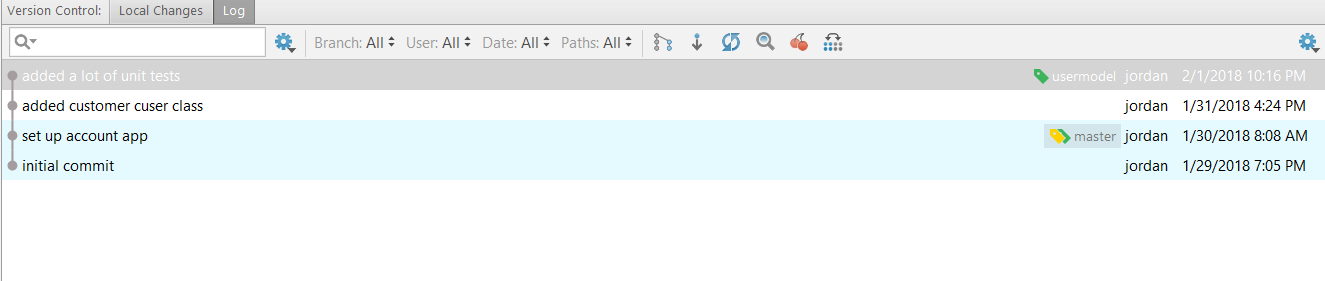 Version Control: Local Changes Log
Branch: All User: All Date: All Paths: All
added a lot of unit tests usermodel jordan 2/1/2018 10:16 PM
added customer cuser class jordan 1/31/2018 4:24 PM
set up account app master jordan 1/30/2018 8:08 AM
initial commit jordan 1/29/2018 7:05 PM